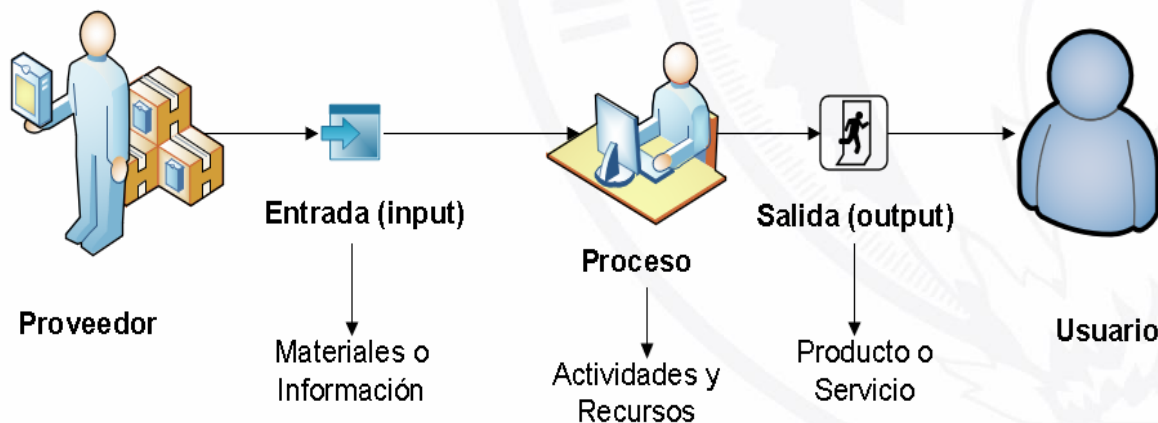 Proveedor
Entrada (input)
Materiales o
Información
Proceso
Actividades y
Recursos
Salida (output)
Producto o
Servicio
Usuario